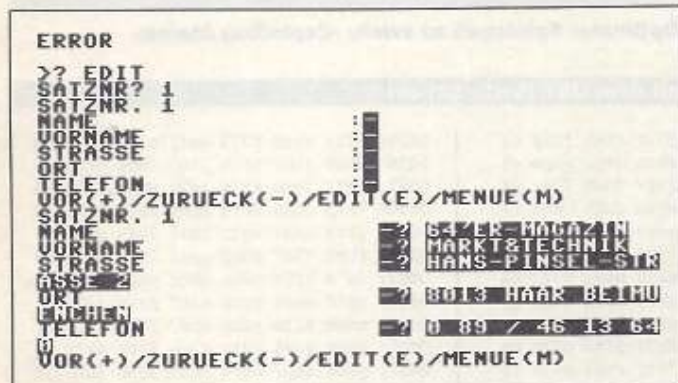 ERROR
>? EDIT
SATZNR? 1
SATZNR. 1
NAME :
VORNAME :
STRASSE :
ORT :
TELEFON :
VOR(+)/ZURUECK(-)/EDIT(E)/MENUE(M)
SATZNR. 1
NAME -? 64'ER-MAGAZIN
VORNAME -? MARKT&TECHNIK
STRASSE -? HANS-PINSEL-STR
ASSE 2
ORT -? 8013 HAAR BEIMU
ENCHEN
TELEFON -? 0 89 / 46 13 64
0
VOR(+)/ZURUECK(-)/EDIT(E)/MENUE(M)